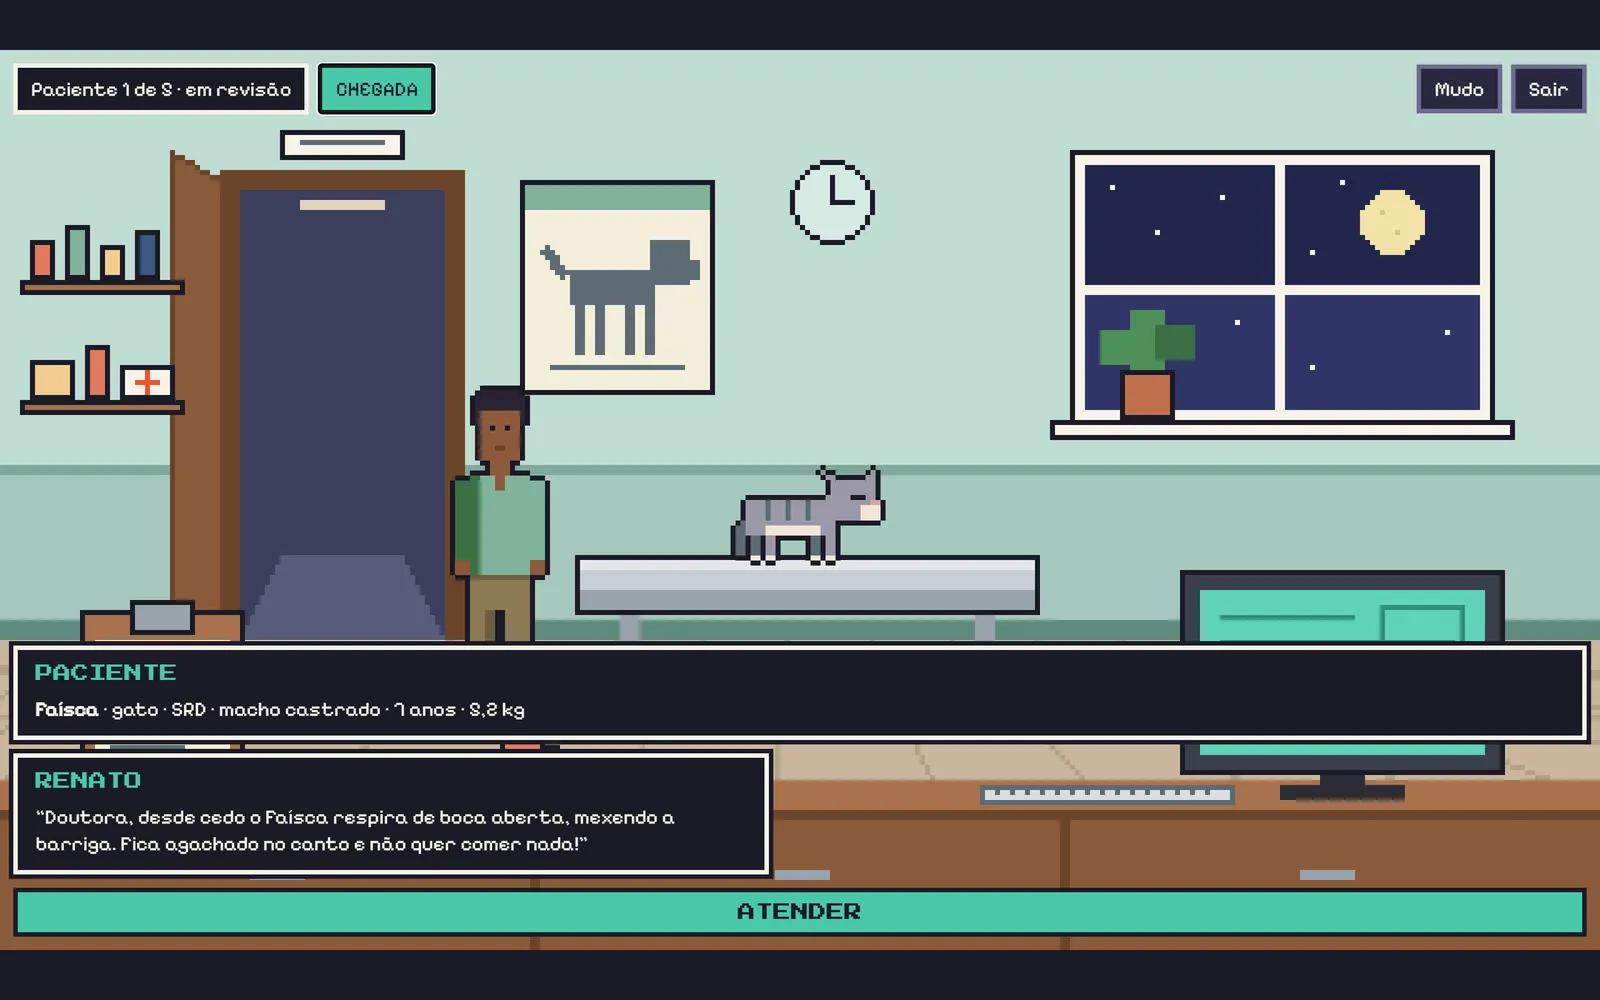 Paciente 1 de 5 · em revisão
CHEGADA
Mudo
Sair
PACIENTE
Faísca · gato · SRD · macho castrado · 7 anos · 5,2 kg
RENATO
“Doutora, desde cedo o Faísca respira de boca aberta, mexendo a
barriga. Fica agachado no canto e não quer comer nada!”
ATENDER